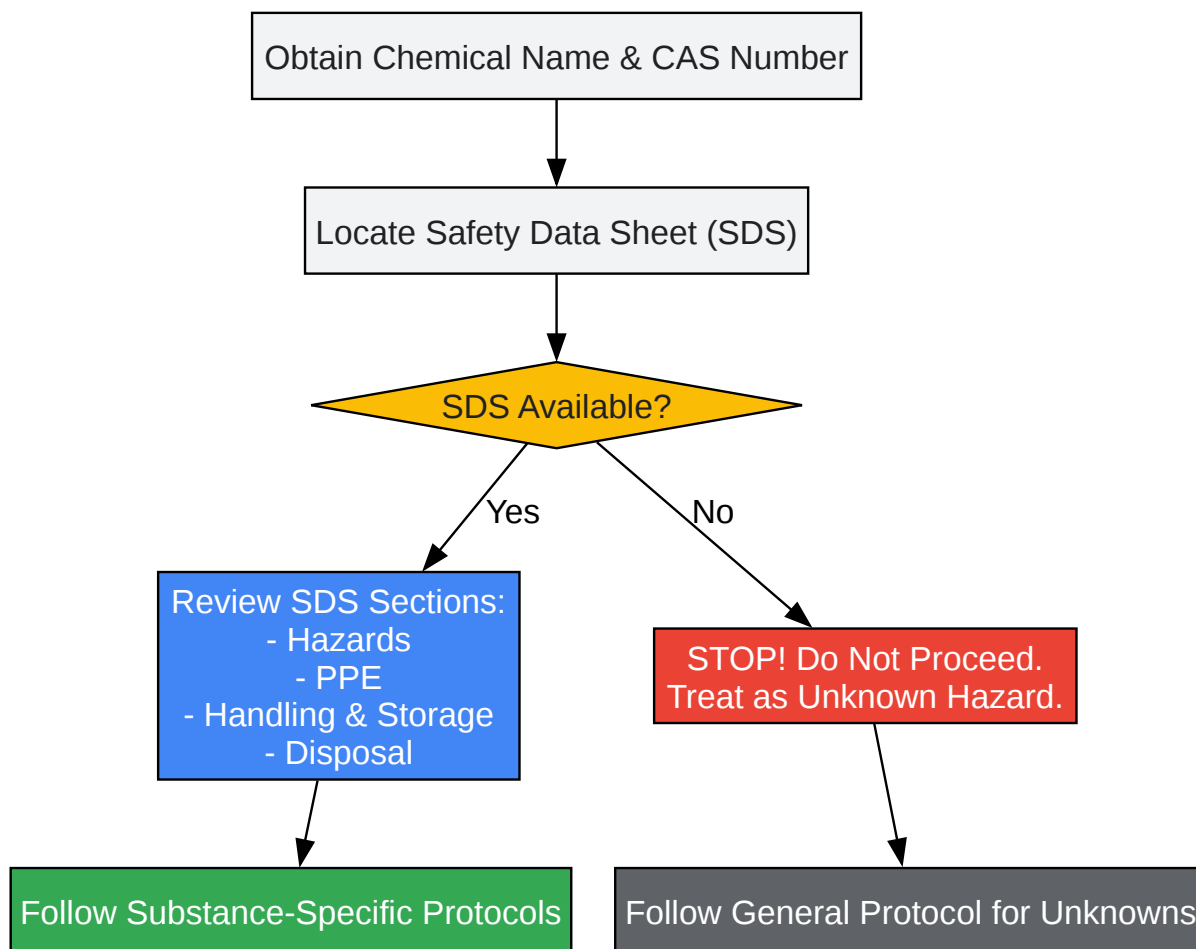 Obtain Chemical Name & CAS Number
Locate Safety Data Sheet (SDS)
SDS Available?
Yes
No
Review SDS Sections:
- Hazards
- PPE
- Handling & Storage
- Disposal
STOP! Do Not Proceed.
Treat as Unknown Hazard.
Follow Substance-Specific Protocols
Follow General Protocol for Unknowns